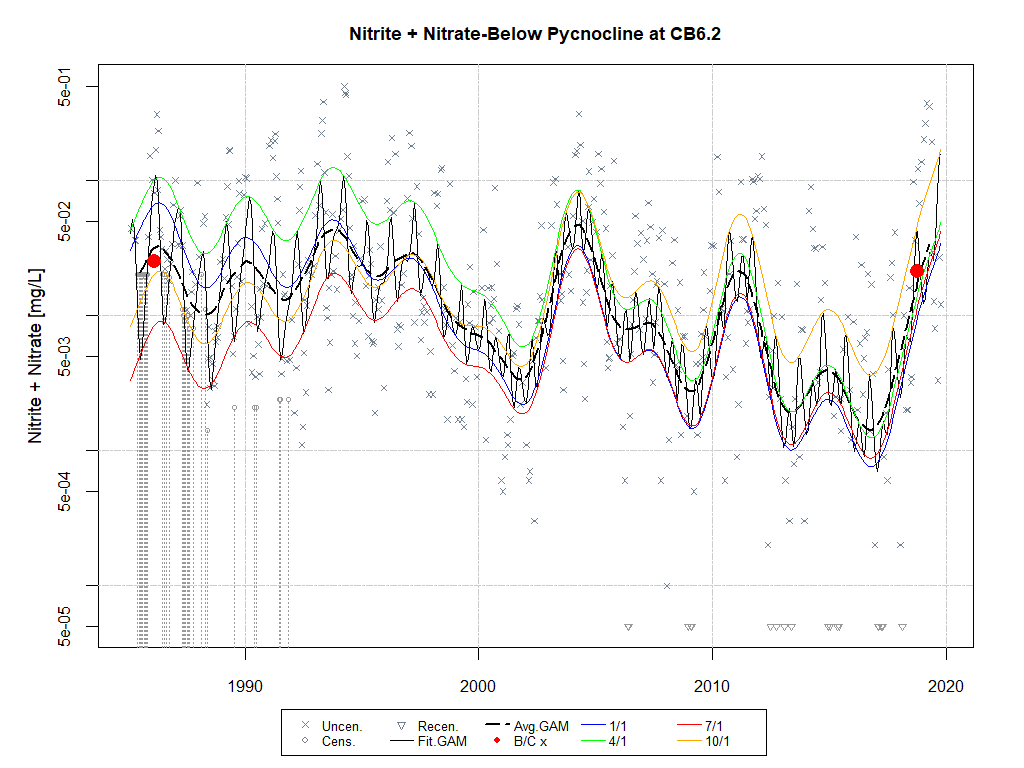 Nitrite + Nitrate-Below Pycnocline at CB6.2
Nitrite + Nitrate [mg/L]
5e-01
5e-02
5e-03
5e-04
5e-05
1990 2000 2010 2020
Uncen. Recen. Avg.GAM 1/1 7/1
Cens. Fit.GAM B/C x 4/1 10/1